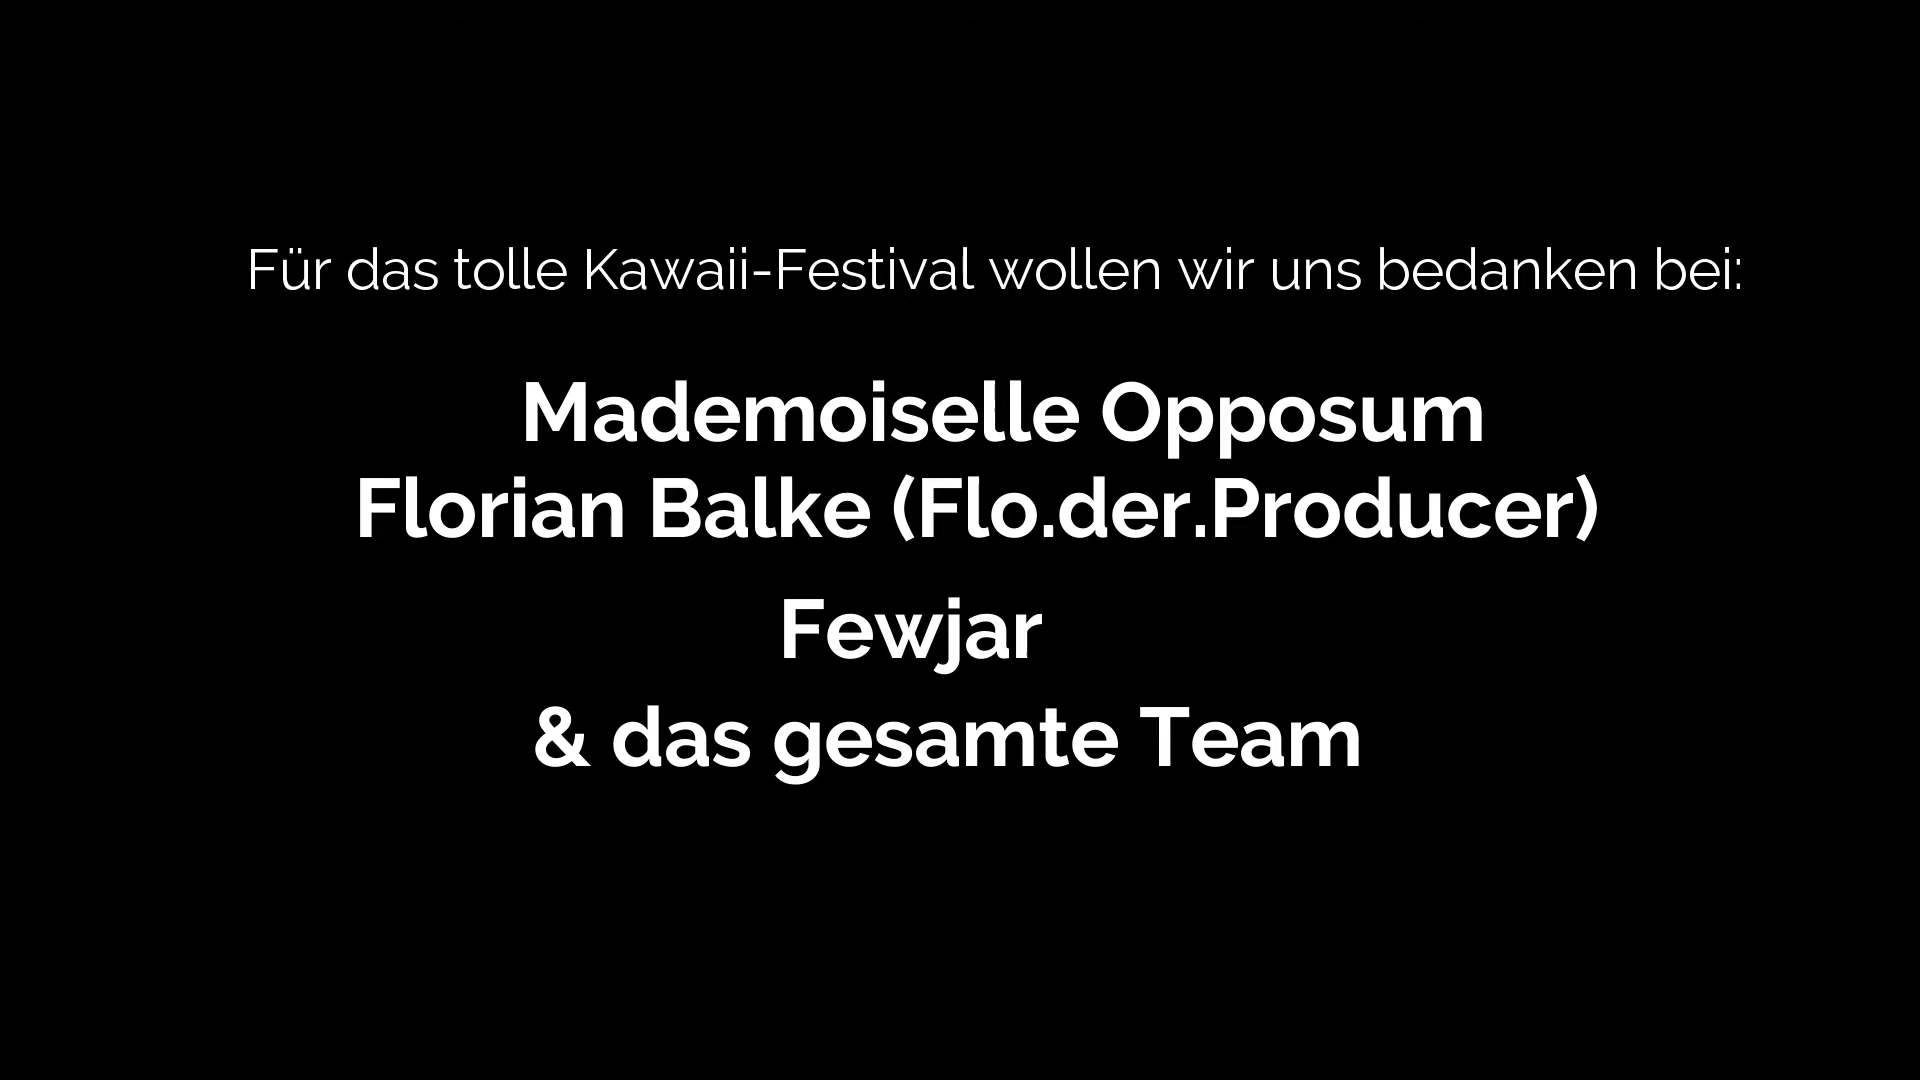 Für das tolle Kawaii-Festival wollen wir uns bedanken bei:
Mademoiselle Opposum
Florian Balke (Flo.der.Producer)
Fewjar
& das gesamte Team